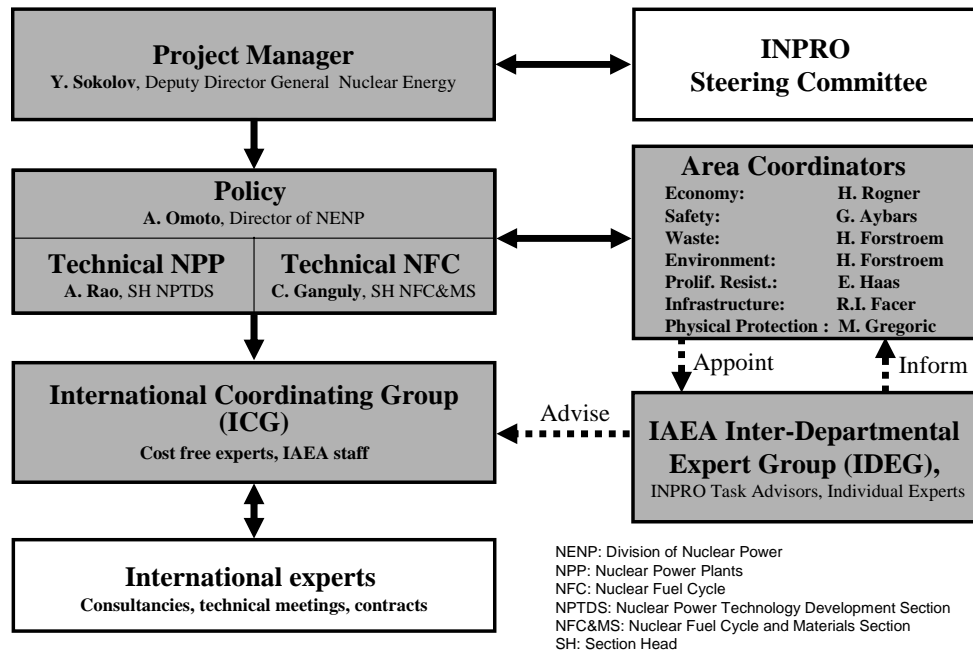 Project Manager
Y. Sokolov, Deputy Director General Nuclear Energy
INPRO
Steering Committee
Policy
A. Omoto, Director of NENP
Technical NPP
A. Rao, SH NPTDS
Technical NFC
C. Ganguly, SH NFC&MS
Area Coordinators
Economy: H. Rogner
Safety: G. Aybars
Waste: H. Forstroem
Environment: H. Forstroem
Prolif. Resist.: E. Haas
Infrastructure: R.I. Facer
Physical Protection : M. Gregoric
Appoint
Inform
International Coordinating Group
(ICG)
Cost free experts, IAEA staff
Advise
IAEA Inter-Departmental
Expert Group (IDEG),
INPRO Task Advisors, Individual Experts
International experts
Consultancies, technical meetings, contracts
NENP: Division of Nuclear Power
NPP: Nuclear Power Plants
NFC: Nuclear Fuel Cycle
NPTDS: Nuclear Power Technology Development Section
NFC&MS: Nuclear Fuel Cycle and Materials Section
SH: Section Head